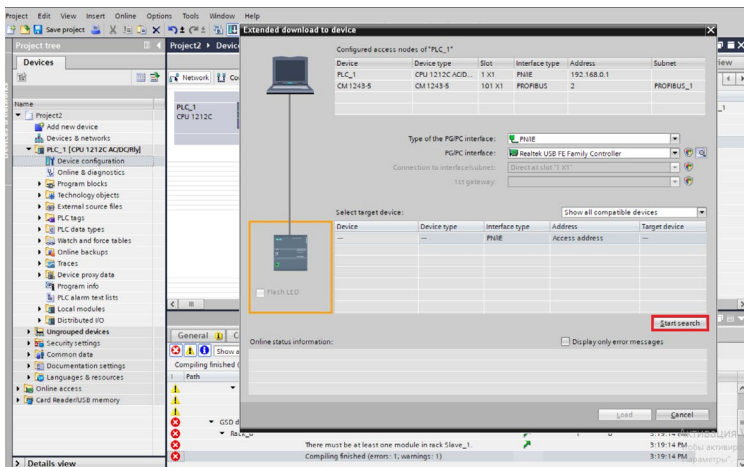 Project Edit View Insert Online Options Tools Window Help
Save project
Extended download to device
Project tree
Project2
Devices
Network
Name
Project2
Add new device
Devices & networks
PLC_1 [CPU 1212C AC/DC/Rly]
Device configuration
Online & diagnostics
Program blocks
Technology objects
External source files
PLC tags
PLC data types
Watch and force tables
Online backups
Traces
Device proxy data
Program info
PLC alarm text lists
Local modules
Distributed I/O
Ungrouped devices
Security settings
Common data
Documentation settings
Languages & resources
Online access
Card Reader/USB memory
Details view
PLC_1
CPU 1212C
Configured access nodes of "PLC_1"
Device Device type Slot Interface type Address Subnet
PLC_1 CPU 1212C AC/D... 1 X1 PN/IE 192.168.0.1
CM 1243-5 CM 1243-5 101 X1 PROFIBUS 2 PROFIBUS_1
Type of the PG/PC interface: PN/IE
PG/PC interface: Realtek USB FE Family Controller
Connection to interface/subnet: Direct at slot '1 X1'
1st gateway:
Select target device: Show all compatible devices
Device Device type Interface type Address Target device
— — PN/IE Access address —
Flash LED
Start search
Online status information: Display only error messages
Load Cancel
General
Show a
Compiling finished (
! Path
GSD d
Rack_0 1 0 3:19:14 PM
There must be at least one module in rack Slave_1. 3:19:14 PM
Compiling finished (errors: 1, warnings: 1) 3:19:14 PM
Активация